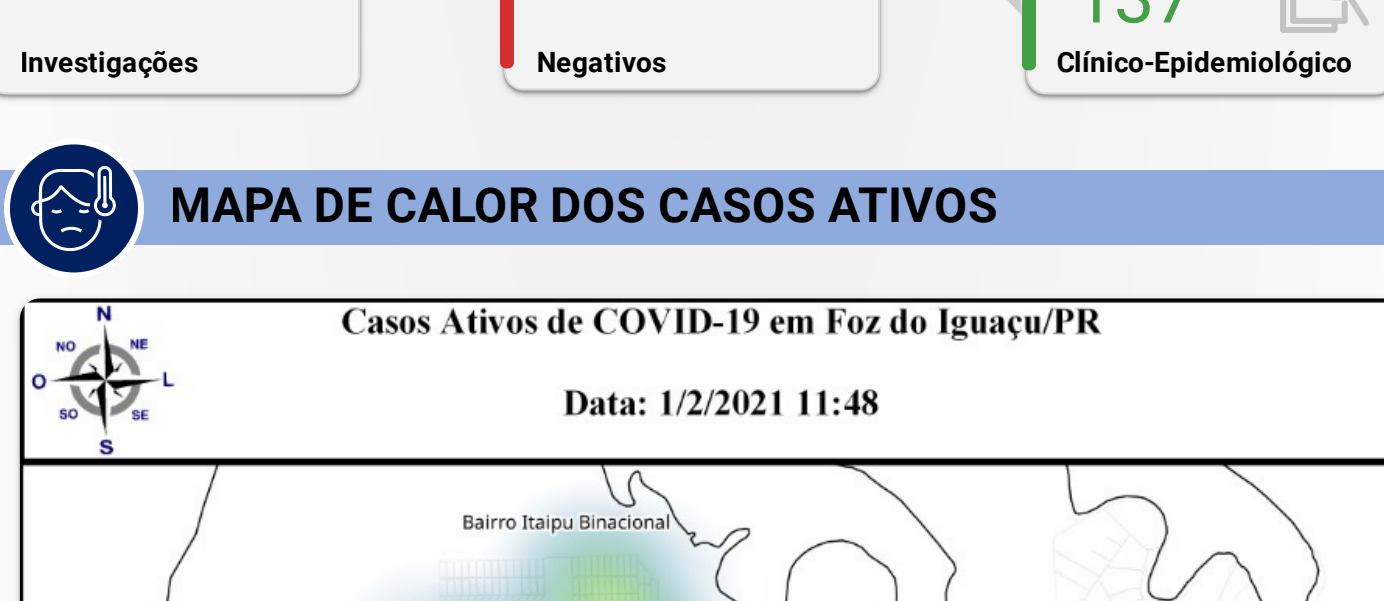 137
Investigações
Negativos
Clínico-Epidemiológico
MAPA DE CALOR DOS CASOS ATIVOS
Casos Ativos de COVID-19 em Foz do Iguaçu/PR
Data: 1/2/2021 11:48
N
NO NE
O L
SO SE
S
Bairro Itaipu Binacional